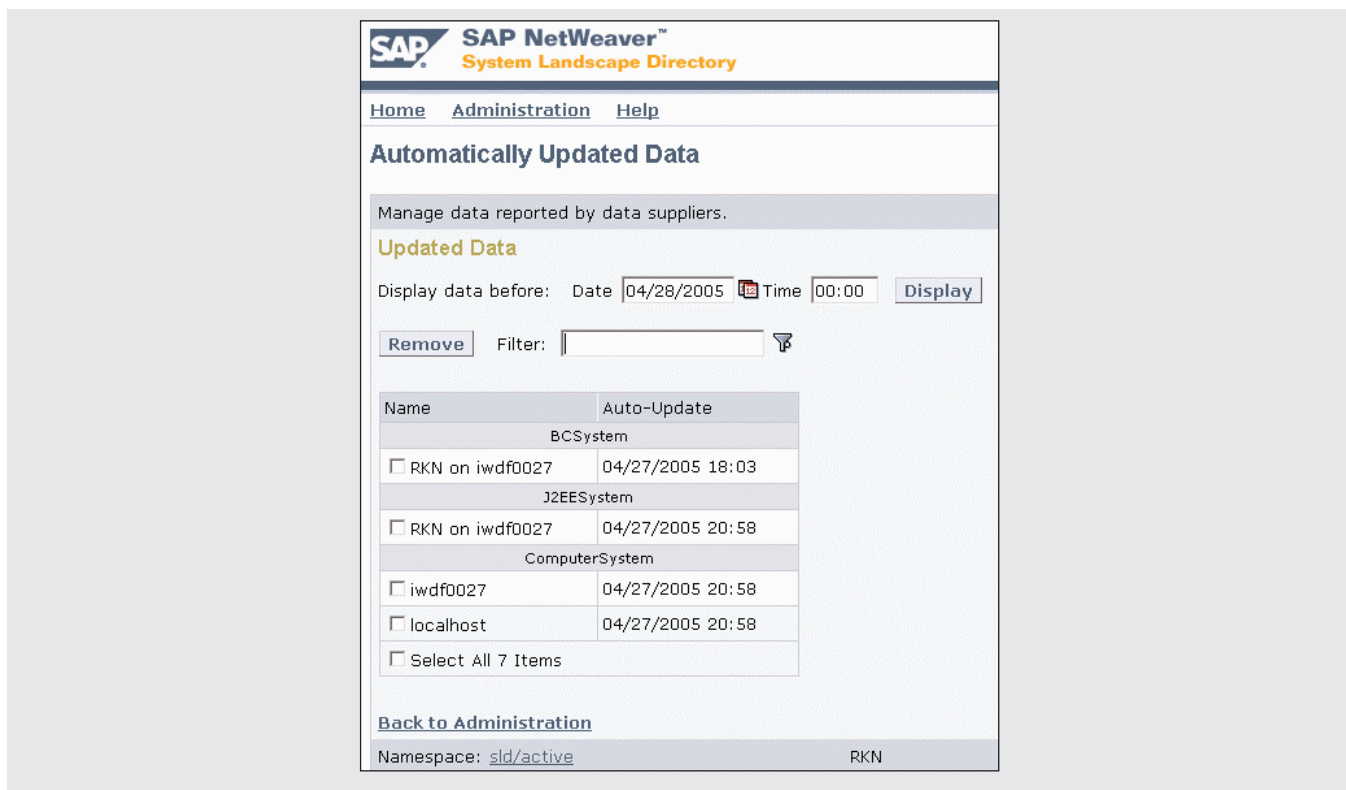 SAP SAP NetWeaver™
System Landscape Directory
Home Administration Help
Automatically Updated Data
Manage data reported by data suppliers.
Updated Data
Display data before: Date 04/28/2005 12 Time 00:00 Display
Remove Filter:
Name Auto-Update
BCSystem
RKN on iwdf0027 04/27/2005 18:03
J2EESystem
RKN on iwdf0027 04/27/2005 20:58
ComputerSystem
iwdf0027 04/27/2005 20:58
localhost 04/27/2005 20:58
Select All 7 Items
Back to Administration
Namespace: sld/active RKN